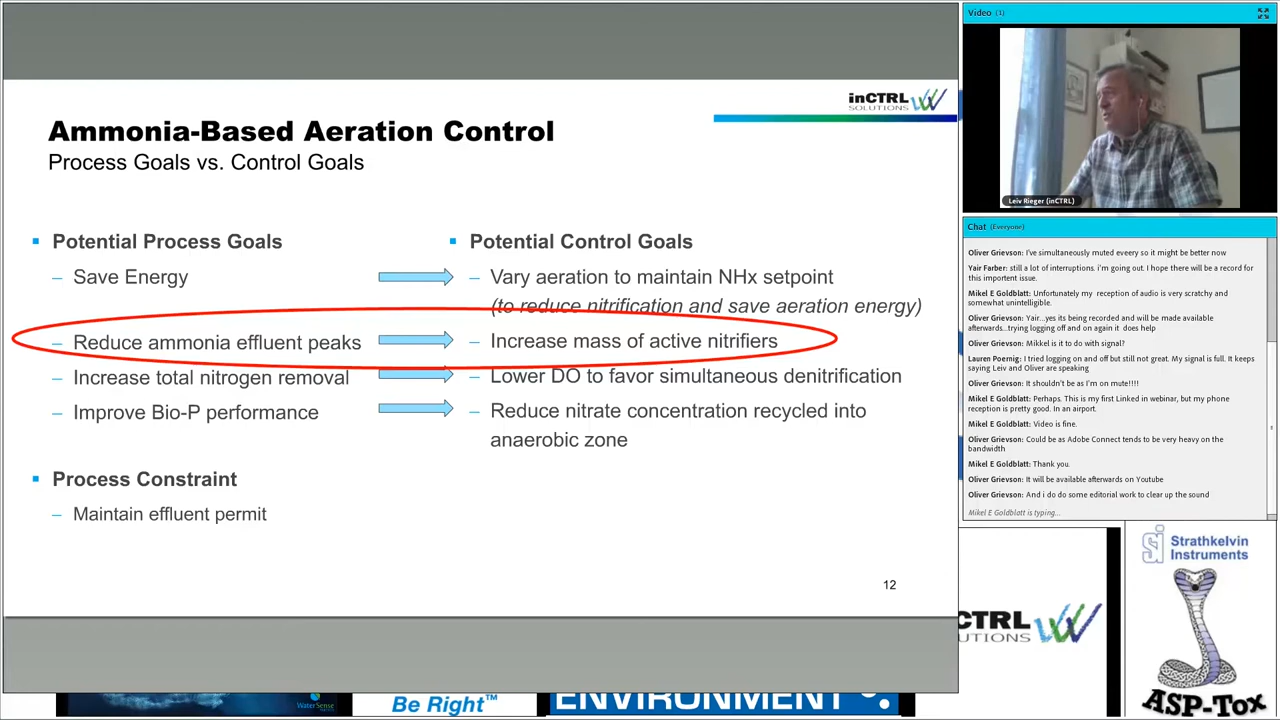 inCTRL
SOLUTIONS
Ammonia-Based Aeration Control
Process Goals vs. Control Goals
Potential Process Goals
– Save Energy
– Reduce ammonia effluent peaks
– Increase total nitrogen removal
– Improve Bio-P performance
Process Constraint
– Maintain effluent permit
Potential Control Goals
– Vary aeration to maintain NHx setpoint
(to reduce nitrification and save aeration energy)
– Increase mass of active nitrifiers
– Lower DO to favor simultaneous denitrification
– Reduce nitrate concentration recycled into
anaerobic zone
12
Video (1)
Leiv Rieger (inCTRL)
Chat (Everyone)
Oliver Grievson: I've simultaneously muted eveery so it might be better now
Yair Farber: still a lot of interruptions. i'm going out. I hope there will be a record for
this importent issue.
Mikel E Goldblatt: Unfortunately my reception of audio is very scratchy and
somewhat unintelligible.
Oliver Grievson: Yair...yes its being recorded and will be made available
afterwards...trying logging off and on again it does help
Oliver Grievson: Mikkel is it to do with signal?
Lauren Poernig: I tried logging on and off but still not great. My signal is full. It keeps
saying Leiv and Oliver are speaking
Oliver Grievson: It shouldn't be as I'm on mute!!!!
Mikel E Goldblatt: Perhaps. This is my first Linked in webinar, but my phone
reception is pretty good. In an airport.
Mikel E Goldblatt: Video is fine.
Oliver Grievson: Could be as Adobe Connect tends to be very heavy on the
bandwidth
Mikel E Goldblatt: Thank you.
Oliver Grievson: It will be available afterwards on Youtube
Oliver Grievson: And i do do some editorial work to clear up the sound
Mikel E Goldblatt is typing...
CTRL
UTIONS
Strathkelvin
Instruments
ASP-Tox
WaterSense
Be Right™
ENVIRONMENT